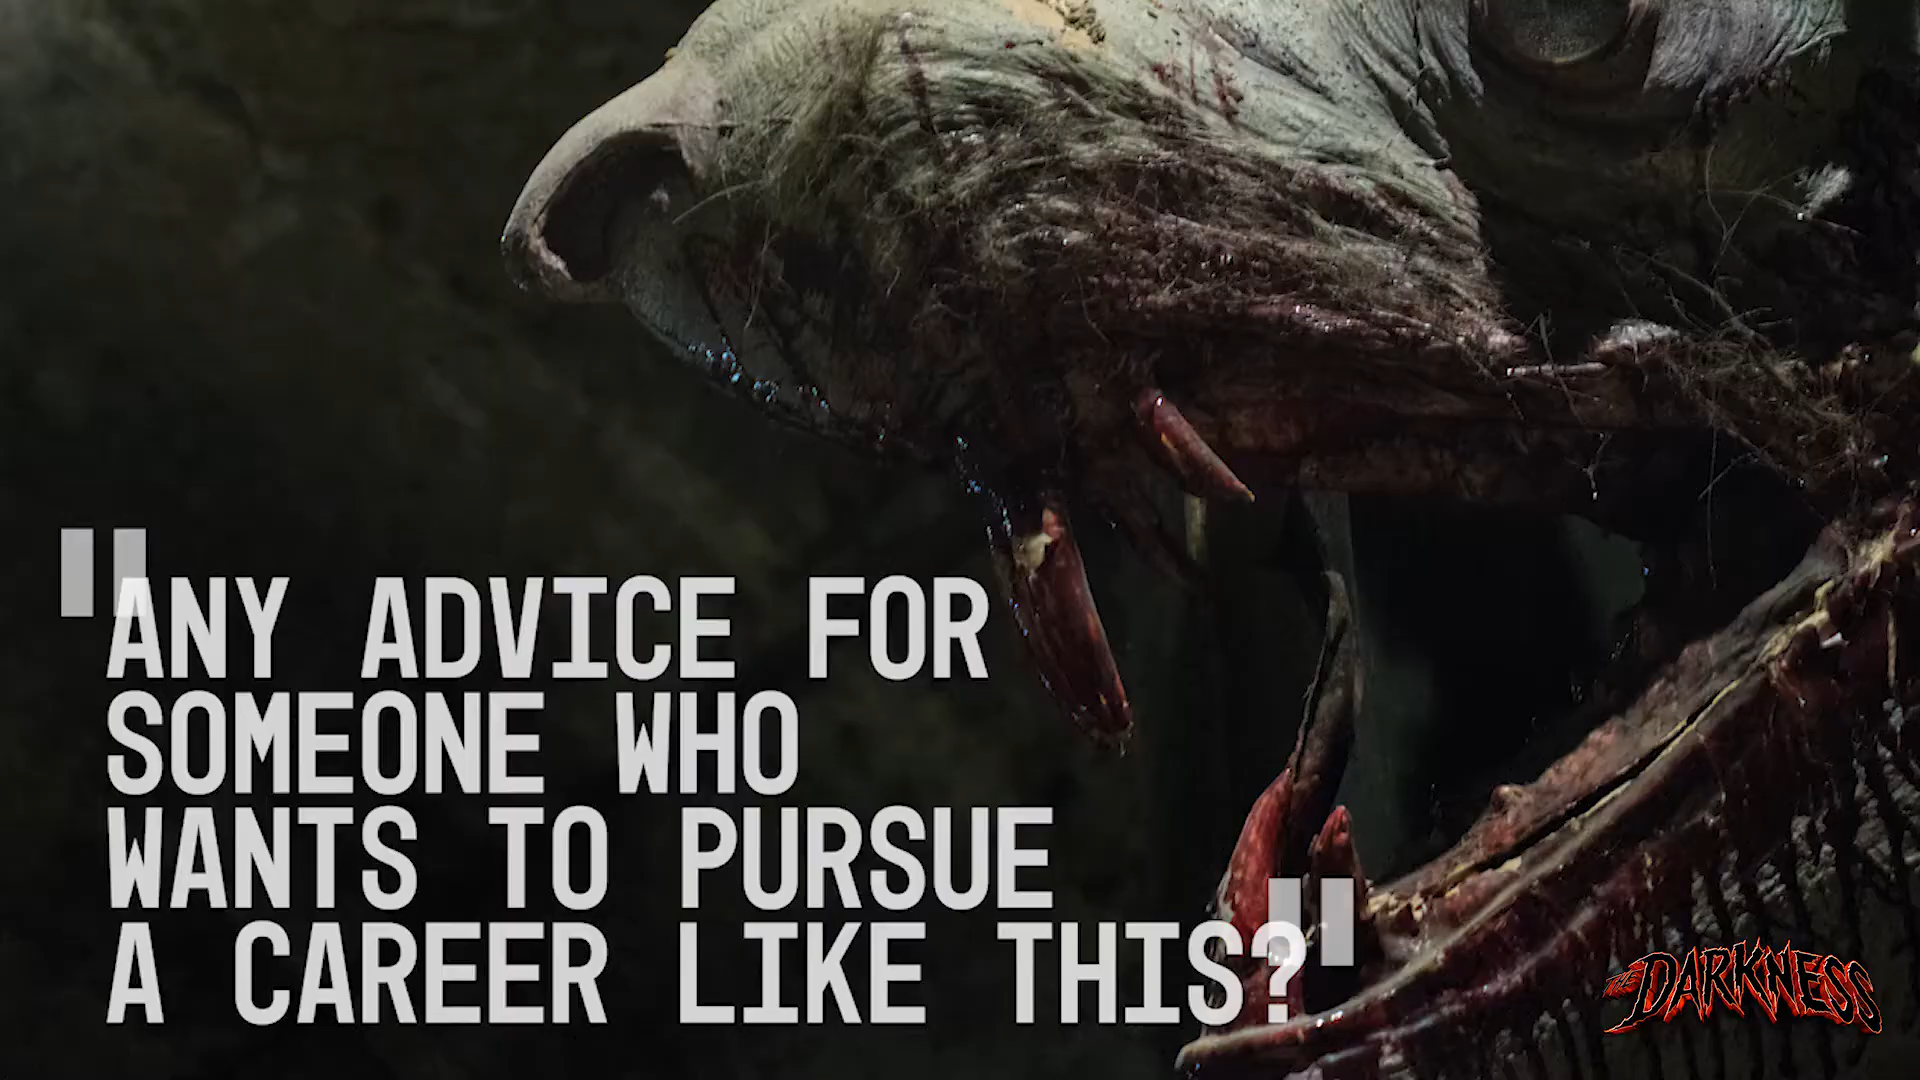 "ANY ADVICE FOR
SOMEONE WHO
WANTS TO PURSUE
A CAREER LIKE THIS?"
THE DARKNESS